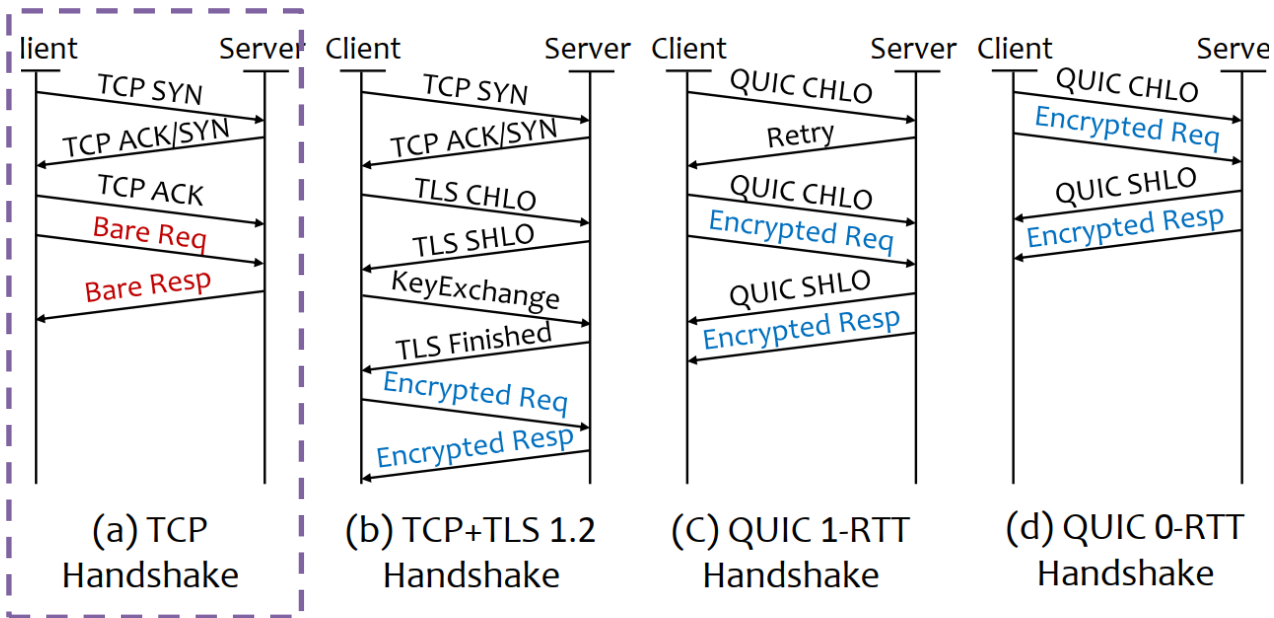 lient Server
TCP SYN
TCP ACK/SYN
TCP ACK
Bare Req
Bare Resp
(a) TCP
Handshake
Client Server
TCP SYN
TCP ACK/SYN
TLS CHLO
TLS SHLO
KeyExchange
TLS Finished
Encrypted Req
Encrypted Resp
(b) TCP+TLS 1.2
Handshake
Client Server
QUIC CHLO
Retry
QUIC CHLO
Encrypted Req
QUIC SHLO
Encrypted Resp
(c) QUIC 1-RTT
Handshake
Client Serve
QUIC CHLO
Encrypted Req
QUIC SHLO
Encrypted Resp
(d) QUIC 0-RTT
Handshake